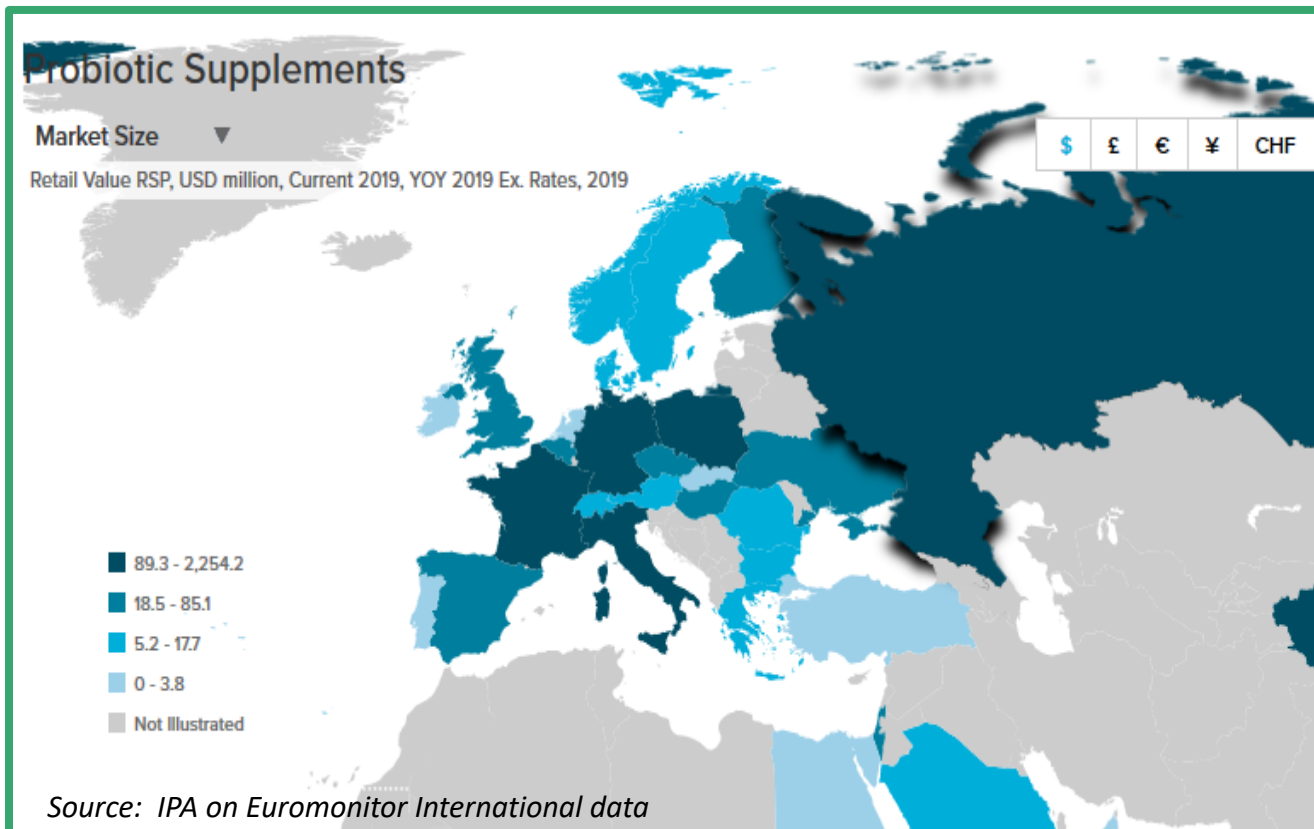 Probiotic Supplements
Market Size ▼
$ £ € ¥ CHF
Retail Value RSP, USD million, Current 2019, YOY 2019 Ex. Rates, 2019
89.3 - 2,254.2
18.5 - 85.1
5.2 - 17.7
0 - 3.8
Not Illustrated
Source: IPA on Euromonitor International data